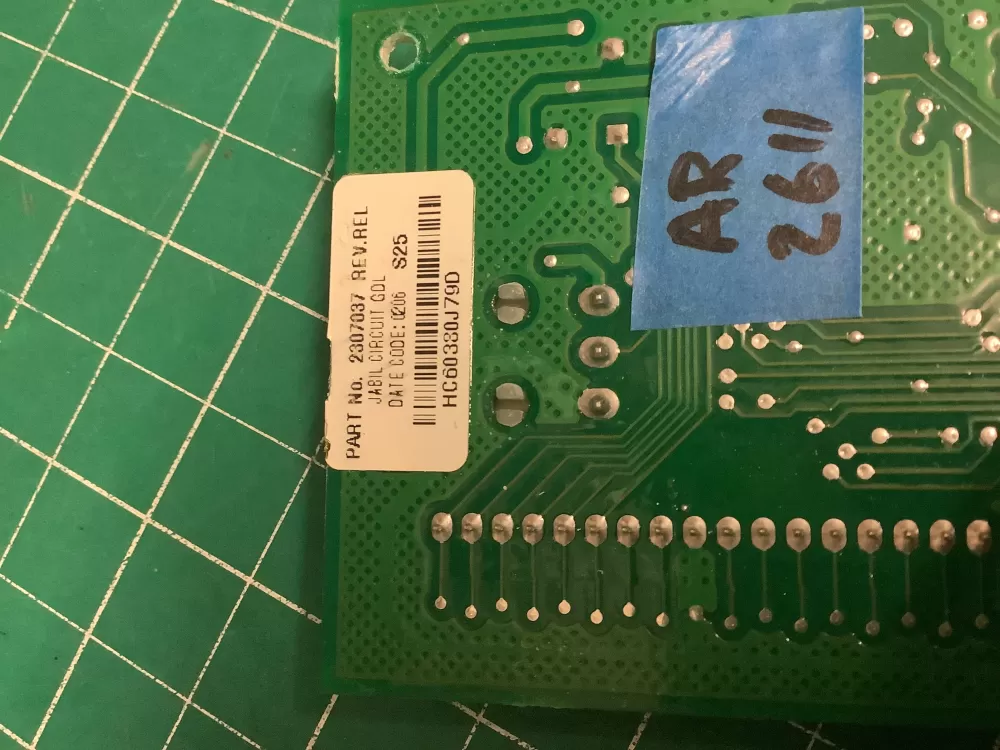 PART No. 2307037 REV.REL
JABIL CIRCUIT GDL
DATE CODE: 0206 S25
HC60330J79D
AR
2611